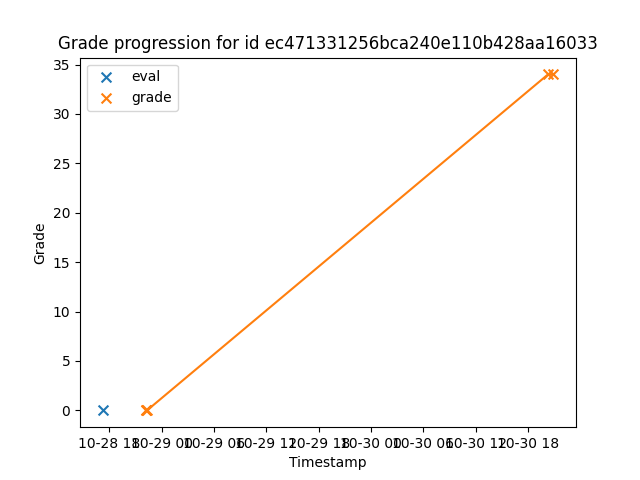 Grade progression for id ec471331256bca240e110b428aa16033
eval
grade
35
30
25
20
15
10
5
0
Grade
10-28 18 10-29 00 10-29 06 10-29 12 10-29 18 10-30 00 10-30 06 10-30 12 10-30 18
Timestamp